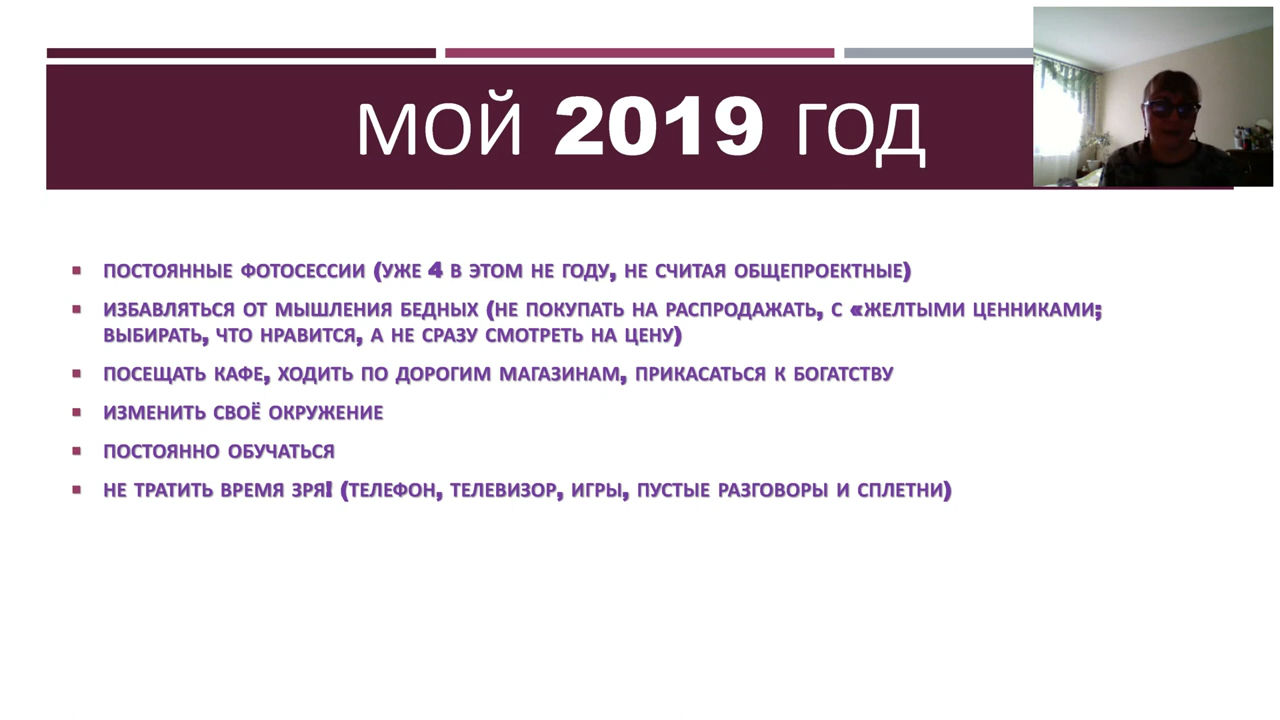 МОЙ 2019 ГОД
ПОСТОЯННЫЕ ФОТОСЕССИИ (УЖЕ 4 В ЭТОМ НЕ ГОДУ, НЕ СЧИТАЯ ОБЩЕПРОЕКТНЫЕ)
ИЗБАВЛЯТЬСЯ ОТ МЫШЛЕНИЯ БЕДНЫХ (НЕ ПОКУПАТЬ НА РАСПРОДАЖАТЬ, С «ЖЕЛТЫМИ ЦЕННИКАМИ;
ВЫБИРАТЬ, ЧТО НРАВИТСЯ, А НЕ СРАЗУ СМОТРЕТЬ НА ЦЕНУ)
ПОСЕЩАТЬ КАФЕ, ХОДИТЬ ПО ДОРОГИМ МАГАЗИНАМ, ПРИКАСАТЬСЯ К БОГАТСТВУ
ИЗМЕНИТЬ СВОЁ ОКРУЖЕНИЕ
ПОСТОЯННО ОБУЧАТЬСЯ
НЕ ТРАТИТЬ ВРЕМЯ ЗРЯ! (ТЕЛЕФОН, ТЕЛЕВИЗОР, ИГРЫ, ПУСТЫЕ РАЗГОВОРЫ И СПЛЕТНИ)